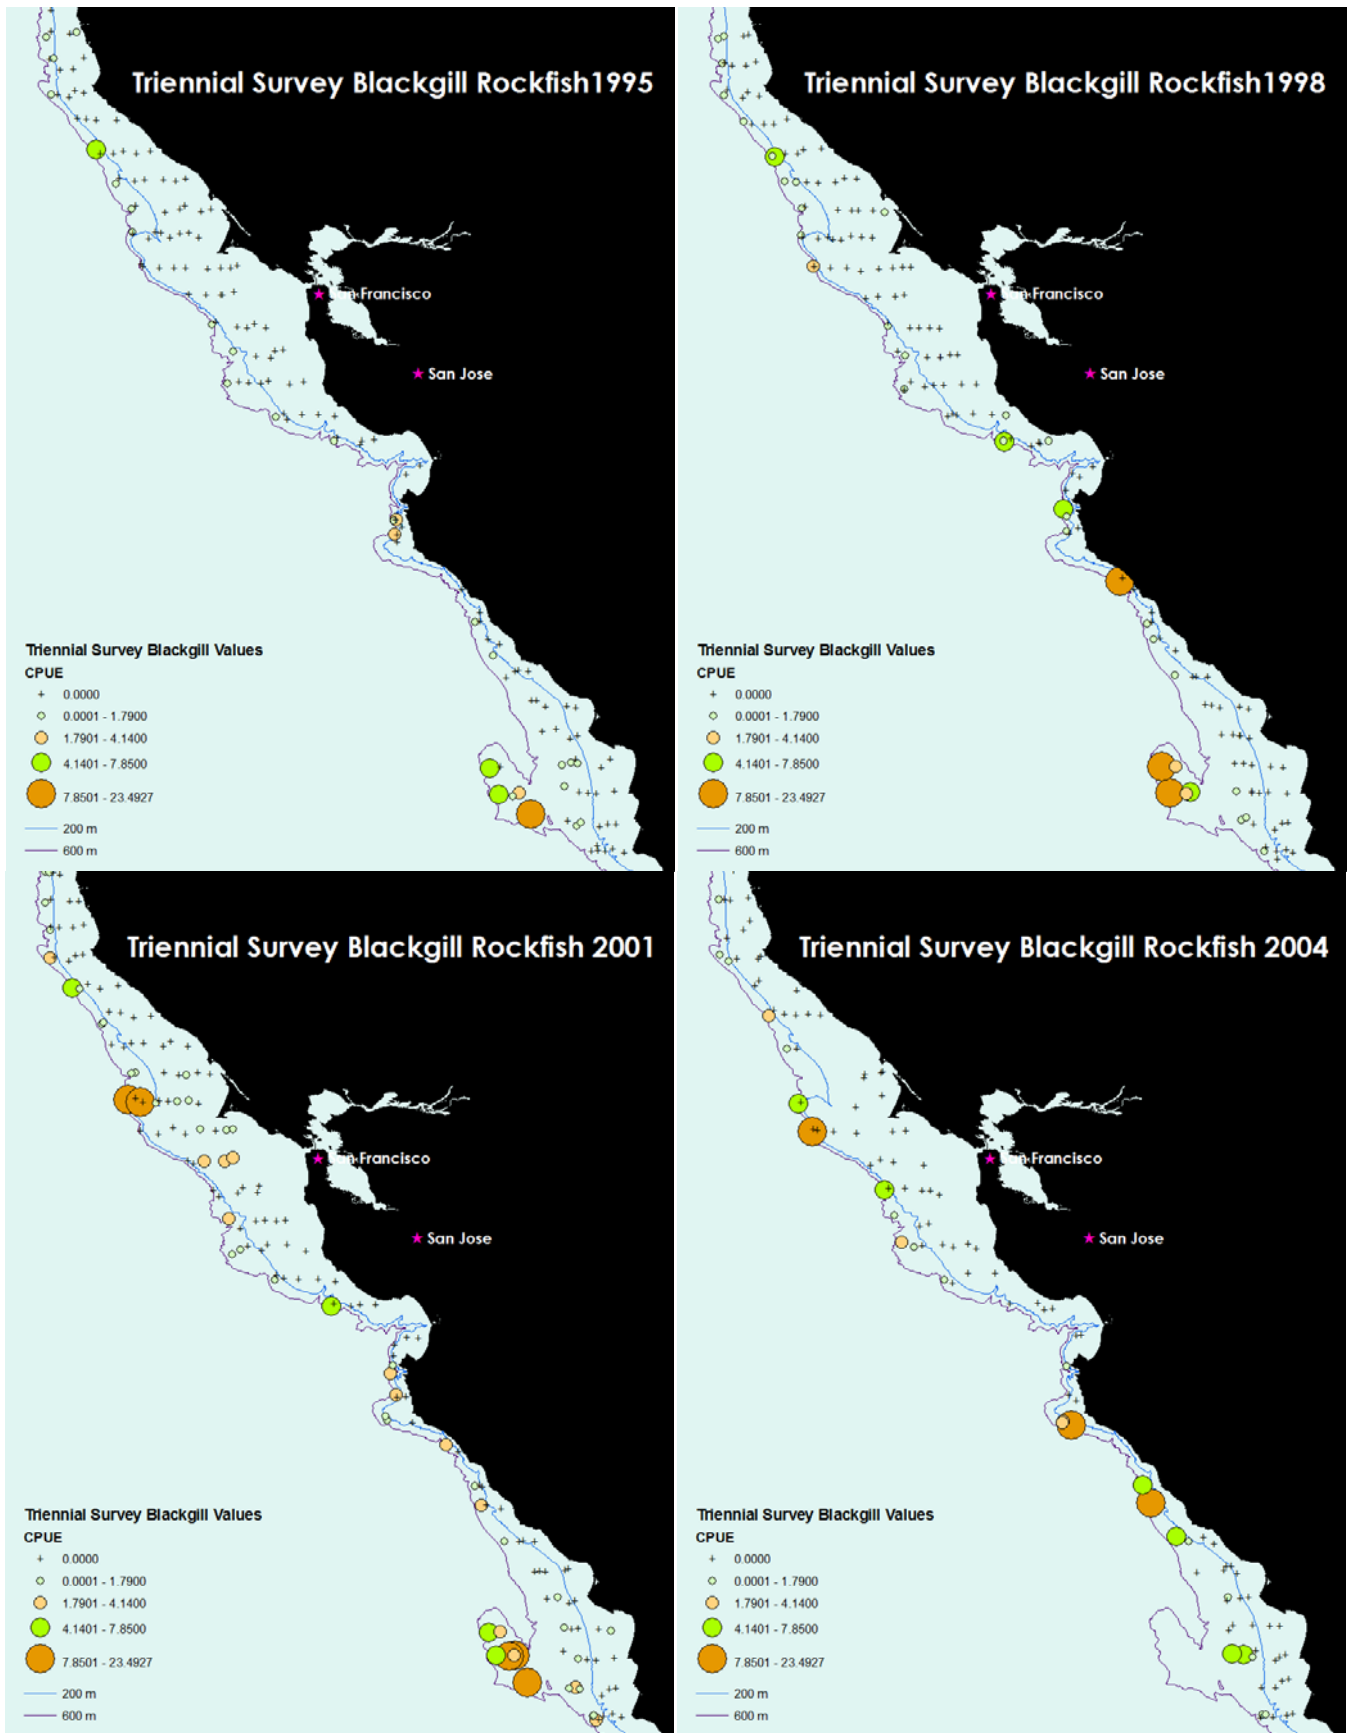 Triennial Survey Blackgill Rockfish1995
San Francisco
San Jose
Triennial Survey Blackgill Values
CPUE
0.0000
0.0001 - 1.7900
1.7901 - 4.1400
4.1401 - 7.8500
7.8501 - 23.4927
200 m
600 m
Triennial Survey Blackgill Rockfish1998
San Francisco
San Jose
Triennial Survey Blackgill Values
CPUE
0.0000
0.0001 - 1.7900
1.7901 - 4.1400
4.1401 - 7.8500
7.8501 - 23.4927
200 m
600 m
Triennial Survey Blackgill Rockfish 2001
San Francisco
San Jose
Triennial Survey Blackgill Values
CPUE
0.0000
0.0001 - 1.7900
1.7901 - 4.1400
4.1401 - 7.8500
7.8501 - 23.4927
200 m
600 m
Triennial Survey Blackgill Rockfish 2004
San Francisco
San Jose
Triennial Survey Blackgill Values
CPUE
0.0000
0.0001 - 1.7900
1.7901 - 4.1400
4.1401 - 7.8500
7.8501 - 23.4927
200 m
600 m